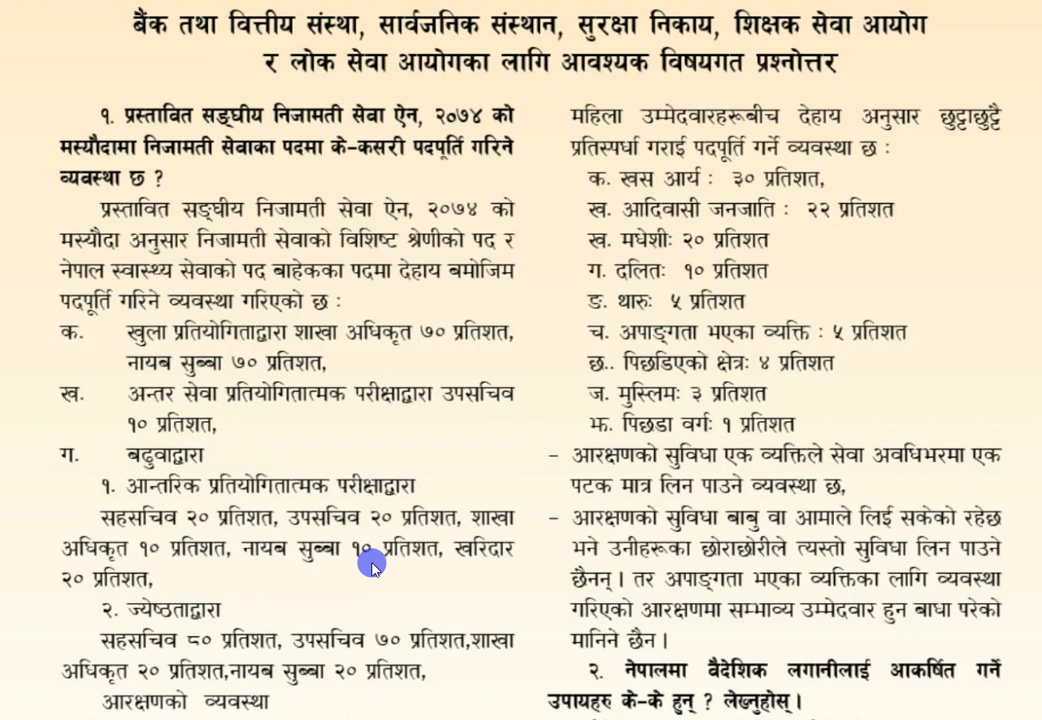 बैंक तथा वित्तीय संस्था, सार्वजनिक संस्थान, सुरक्षा निकाय, शिक्षक सेवा आयोग
र लोक सेवा आयोगका लागि आवश्यक विषयगत प्रश्नोत्तर
१. प्रस्तावित सङ्घीय निजामती सेवा ऐन, २०७४ को
मस्यौदामा निजामती सेवाका पदमा के-कसरी पदपूर्ति गरिने
व्यवस्था छ ?
प्रस्तावित सङ्घीय निजामती सेवा ऐन, २०७४ को
मस्यौदा अनुसार निजामती सेवाको विशिष्ट श्रेणीको पद र
नेपाल स्वास्थ्य सेवाको पद बाहेकका पदमा देहाय बमोजिम
पदपूर्ति गरिने व्यवस्था गरिएको छ :
क. खुला प्रतियोगिताद्वारा शाखा अधिकृत ७० प्रतिशत,
नायब सुब्बा ७० प्रतिशत,
ख. अन्तर सेवा प्रतियोगितात्मक परीक्षाद्वारा उपसचिव
१० प्रतिशत,
ग. बढुवाद्वारा
१. आन्तरिक प्रतियोगितात्मक परीक्षाद्वारा
सहसचिव २० प्रतिशत, उपसचिव २० प्रतिशत, शाखा
अधिकृत १० प्रतिशत, नायब सुब्बा १० प्रतिशत, खरिदार
२० प्रतिशत,
२. ज्येष्ठताद्वारा
सहसचिव ८० प्रतिशत, उपसचिव ७० प्रतिशत,शाखा
अधिकृत २० प्रतिशत,नायब सुब्बा २० प्रतिशत,
आरक्षणको व्यवस्था
महिला उम्मेदवारहरूबीच देहाय अनुसार छुट्टाछुट्टै
प्रतिस्पर्धा गराई पदपूर्ति गर्ने व्यवस्था छ :
क. खस आर्य : ३० प्रतिशत,
ख. आदिवासी जनजाति : २२ प्रतिशत
ख. मधेशीः २० प्रतिशत
ग. दलितः १० प्रतिशत
ङ. थारुः ५ प्रतिशत
च. अपाङ्गता भएका व्यक्ति : ५ प्रतिशत
छ.. पिछडिएको क्षेत्रः ४ प्रतिशत
ज. मुस्लिमः ३ प्रतिशत
झ. पिछडा वर्गः १ प्रतिशत
– आरक्षणको सुविधा एक व्यक्तिले सेवा अवधिभरमा एक
पटक मात्र लिन पाउने व्यवस्था छ,
– आरक्षणको सुविधा बाबु वा आमाले लिई सकेको रहेछ
भने उनीहरूका छोराछोरीले त्यस्तो सुविधा लिन पाउने
छैनन् । तर अपाङ्गता भएका व्यक्तिका लागि व्यवस्था
गरिएको आरक्षणमा सम्भाव्य उम्मेदवार हुन बाधा परेको
मानिने छैन ।
२. नेपालमा वैदेशिक लगानीलाई आकर्षित गर्ने
उपायहरु के-के हुन् ? लेख्नुहोस् ।